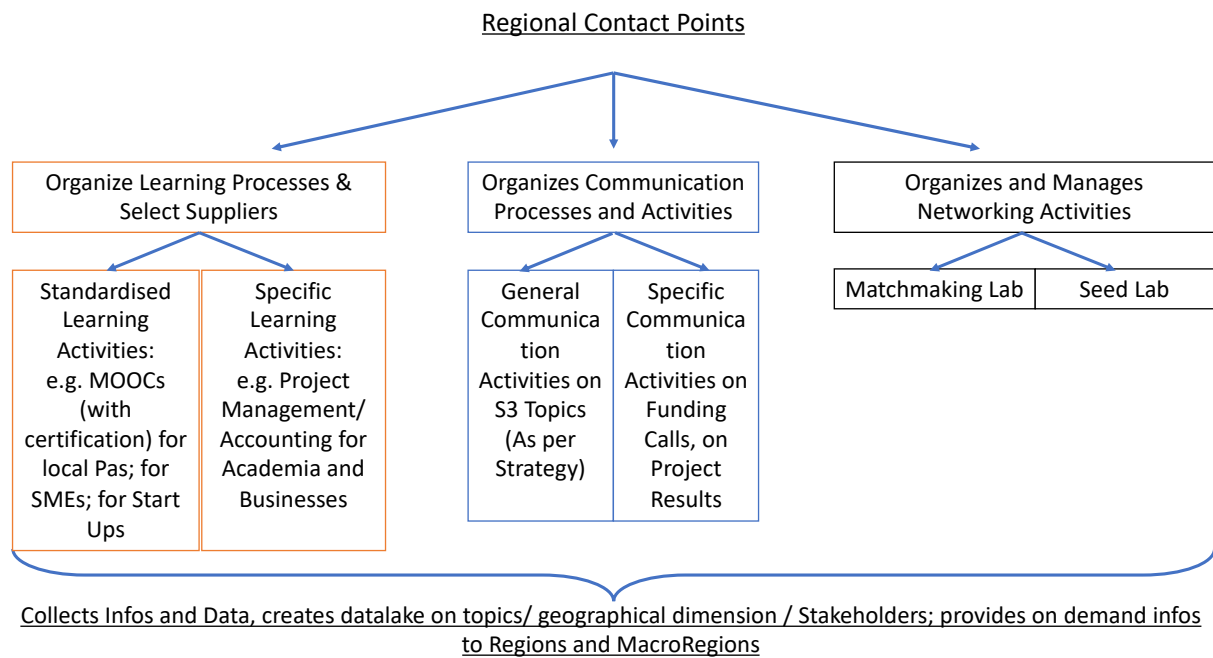 Regional Contact Points
Organize Learning Processes &
Select Suppliers
Organizes Communication
Processes and Activities
Organizes and Manages
Networking Activities
Standardised
Learning
Activities:
e.g. MOOCs
(with
certification) for
local Pas; for
SMEs; for Start
Ups
Specific
Learning
Activities:
e.g. Project
Management/
Accounting for
Academia and
Businesses
General
Communica
tion
Activities on
S3 Topics
(As per
Strategy)
Specific
Communica
tion
Activities on
Funding
Calls, on
Project
Results
Matchmaking Lab
Seed Lab
Collects Infos and Data, creates datalake on topics/ geographical dimension / Stakeholders; provides on demand infos
to Regions and MacroRegions